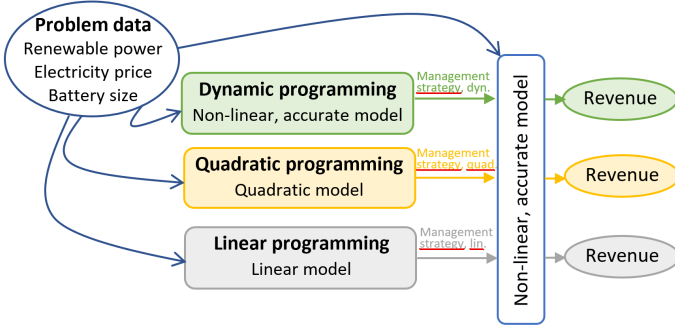 Problem data
Renewable power
Electricity price
Battery size
Dynamic programming
Non-linear, accurate model
Management
strategy, dyn.
Quadratic programming
Quadratic model
Management
strategy, quad.
Linear programming
Linear model
Management
strategy, lin.
Non-linear, accurate model
Revenue
Revenue
Revenue